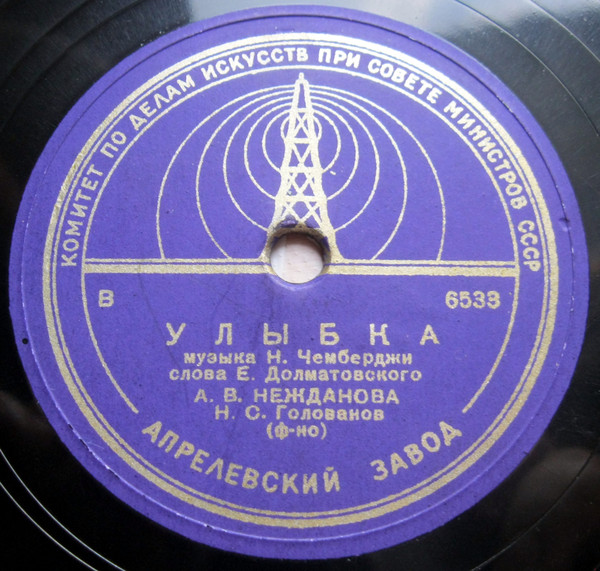 КОМИТЕТ ПО ДЕЛАМ ИСКУССТВ ПРИ СОВЕТЕ МИНИСТРОВ СССР
В 6533
УЛЫБКА
музыка Н. Чемберджи
слова Е. Долматовского
А. В. НЕЖДАНОВА
Н. С. Голованов
(ф-но)
АПРЕЛЕВСКИЙ ЗАВОД